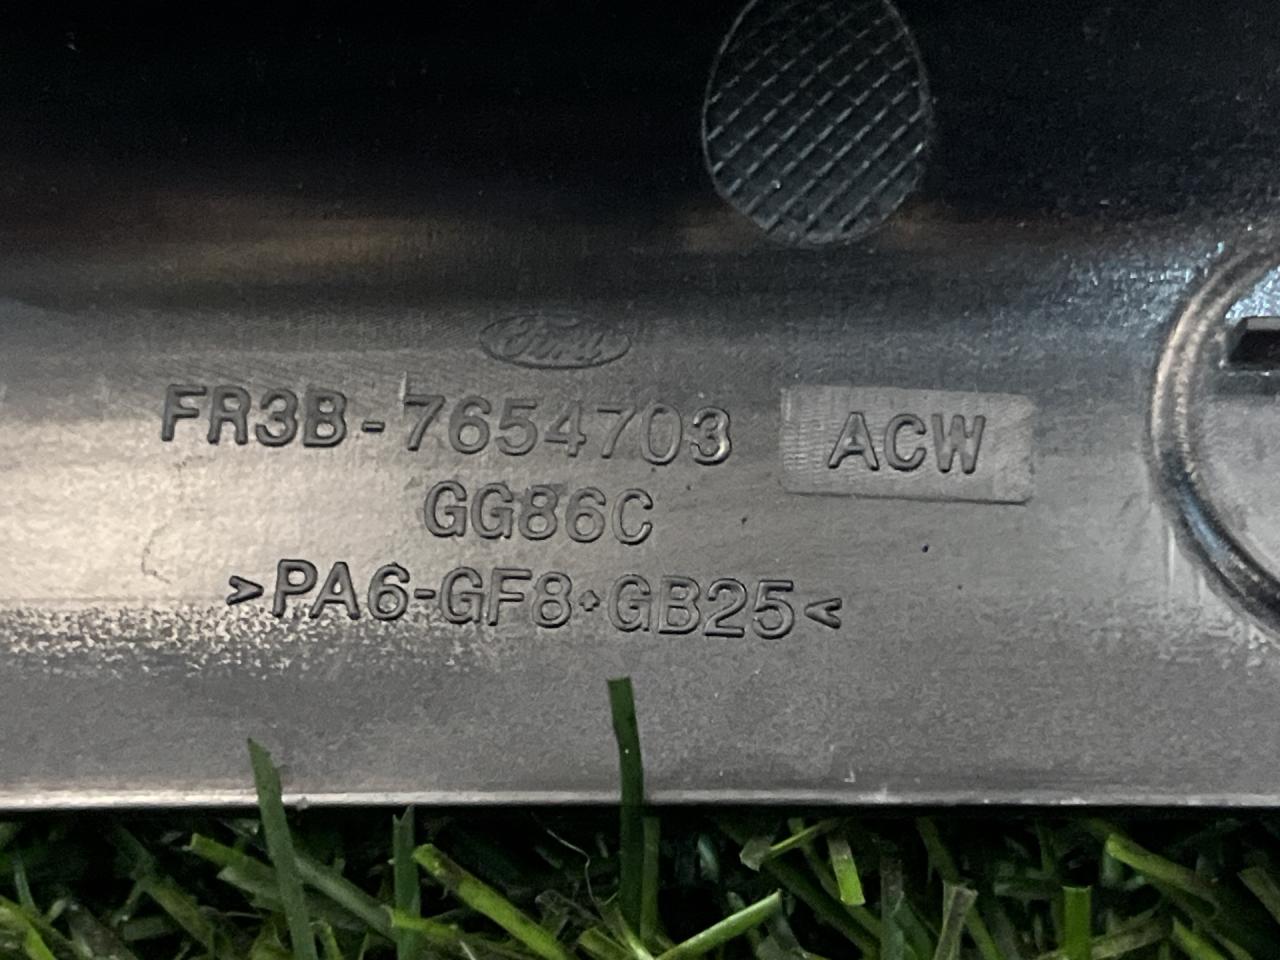 Ford
FR3B-7654703 ACW
GG86C
>PA6-GF8+GB25<